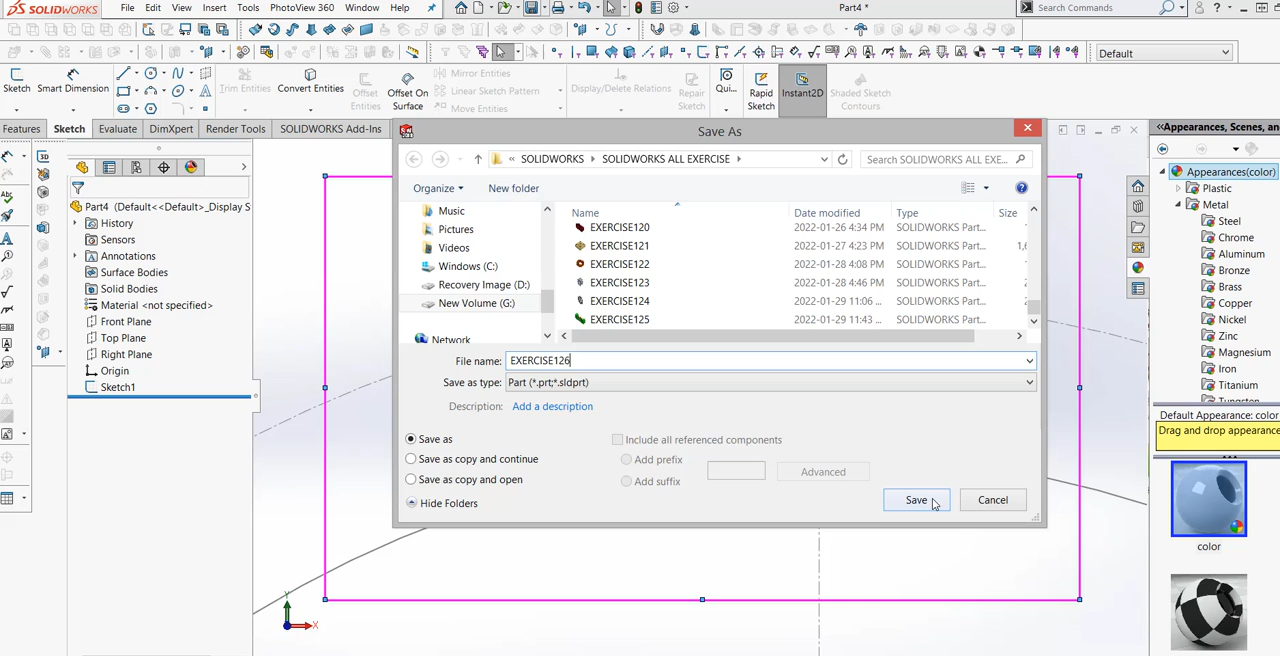 SOLIDWORKS File Edit View Insert Tools PhotoView 360 Window Help Part4 * Search Commands
Default
Sketch Smart Dimension Trim Entities Convert Entities Offset Entities Offset On Surface Mirror Entities Linear Sketch Pattern Move Entities Display/Delete Relations Repair Sketch Qui... Rapid Sketch Instant2D Shaded Sketch Contours
Features Sketch Evaluate DimXpert Render Tools SOLIDWORKS Add-Ins
Appearances, Scenes, an
Save As
SOLIDWORKS SOLIDWORKS ALL EXERCISE Search SOLIDWORKS ALL EXE...
Organize New folder
Name Date modified Type Size
Music
Pictures
Videos
Windows (C:)
Recovery Image (D:)
New Volume (G:)
Network
EXERCISE120 2022-01-26 4:34 PM SOLIDWORKS Part...
EXERCISE121 2022-01-27 4:23 PM SOLIDWORKS Part... 1,6
EXERCISE122 2022-01-28 4:08 PM SOLIDWORKS Part...
EXERCISE123 2022-01-28 4:46 PM SOLIDWORKS Part...
EXERCISE124 2022-01-29 11:06 ... SOLIDWORKS Part...
EXERCISE125 2022-01-29 11:43 ... SOLIDWORKS Part...
File name: EXERCISE126
Save as type: Part (*.prt;*.sldprt)
Description: Add a description
Save as
Save as copy and continue
Save as copy and open
Include all referenced components
Add prefix
Add suffix
Advanced
Hide Folders
Save Cancel
Part4 (Default<<Default>_Display S
History
Sensors
Annotations
Surface Bodies
Solid Bodies
Material <not specified>
Front Plane
Top Plane
Right Plane
Origin
Sketch1
Y
X
Appearances(color)
Plastic
Metal
Steel
Chrome
Aluminum
Bronze
Brass
Copper
Nickel
Zinc
Magnesium
Iron
Titanium
Default Appearance: color
Drag and drop appearance
color